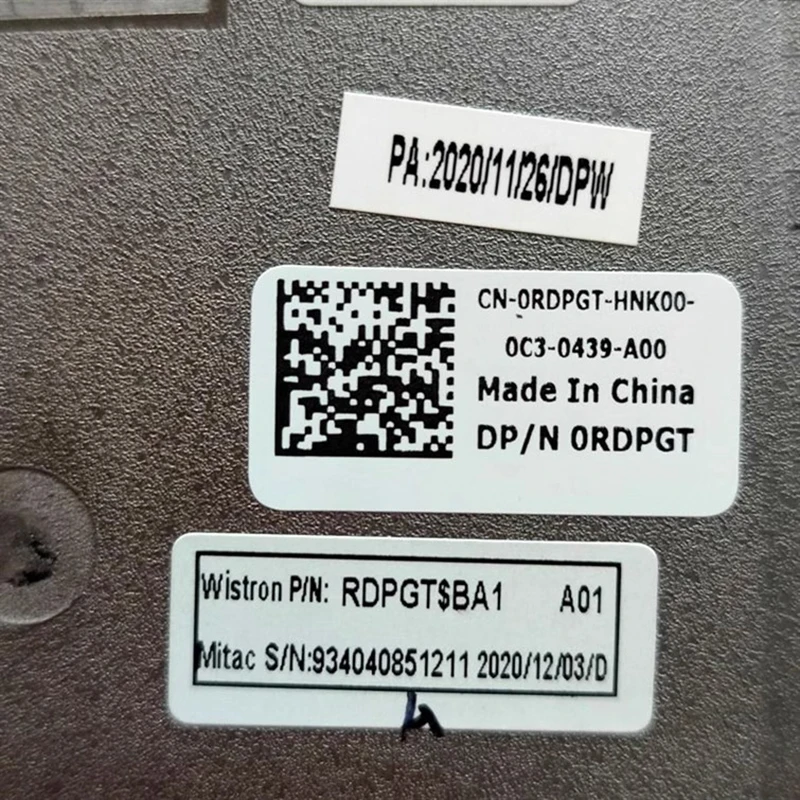 PA:2020/11/26/DPW
CN-0RDPGT-HNK00-
0C3-0439-A00
Made In China
DP/N 0RDPGT
Wistron P/N: RDPGT$BA1 A01
Mitac S/N:934040851211 2020/12/03/D